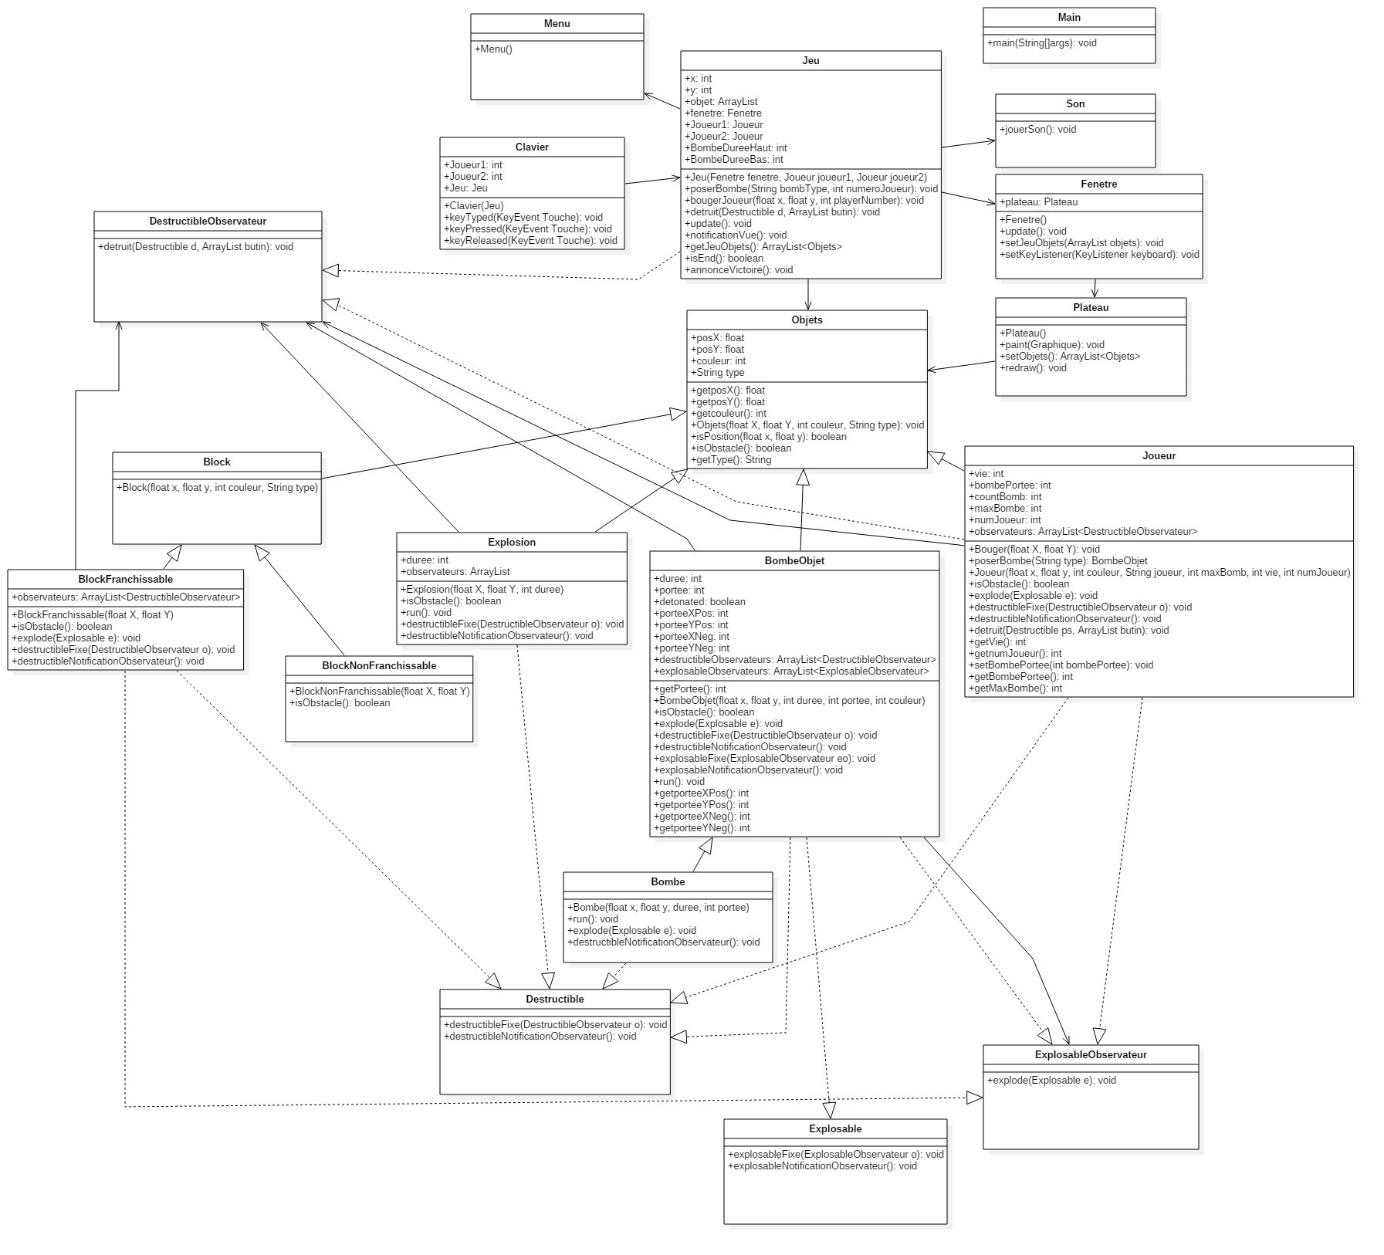 Menu
+Menu()
Main
+main(String[]args): void
Jeu
+x: int
+y: int
+objet: ArrayList
+fenetre: Fenetre
+Joueur1: Joueur
+Joueur2: Joueur
+BombeDureeHaut: int
+BombeDureeBas: int
+Jeu(Fenetre fenetre, Joueur joueur1, Joueur joueur2)
+poserBombe(String bombType, int numeroJoueur): void
+bougerJoueur(float x, float y, int playerNumber): void
+detruit(Destructible d, ArrayList butin): void
+update(): void
+notificationVue(): void
+getJeuObjets(): ArrayList<Objets>
+isEnd(): boolean
+annonceVictoire(): void
Son
+jouerSon(): void
Clavier
+Joueur1: int
+Joueur2: int
+Jeu: Jeu
+Clavier(Jeu)
+keyTyped(KeyEvent Touche): void
+keyPressed(KeyEvent Touche): void
+keyReleased(KeyEvent Touche): void
Fenetre
+plateau: Plateau
+Fenetre()
+update(): void
+setJeuObjets(ArrayList objets): void
+setKeyListener(KeyListener keyboard): void
DestructibleObservateur
+detruit(Destructible d, ArrayList butin): void
Plateau
+Plateau()
+paint(Graphique): void
+setObjets(): ArrayList<Objets>
+redraw(): void
Objets
+posX: float
+posY: float
+couleur: int
+String type
+getposX(): float
+getposY(): float
+getcouleur(): int
+Objets(float X, float Y, int couleur, String type): void
+isPosition(float x, float y): boolean
+isObstacle(): boolean
+getType(): String
Block
+Block(float x, float y, int couleur, String type)
Joueur
+vie: int
+bombePortee: int
+countBomb: int
+maxBombe: int
+numJoueur: int
+observateurs: ArrayList<DestructibleObservateur>
+Bouger(float X, float Y): void
+poserBombe(String type): BombeObjet
+Joueur(float x, float y, int couleur, String joueur, int maxBomb, int vie, int numJoueur)
+isObstacle(): boolean
+explode(Explosable e): void
+destructibleFixe(DestructibleObservateur o): void
+destructibleNotificationObservateur(): void
+detruit(Destructible ps, ArrayList butin): void
+getVie(): int
+getnumJoueur(): int
+setBombePortee(int bombePortee): void
+getBombePortee(): int
+getMaxBombe(): int
Explosion
+duree: int
+observateurs: ArrayList
+Explosion(float X, float Y, int duree)
+isObstacle(): boolean
+run(): void
+destructibleFixe(DestructibleObservateur o): void
+destructibleNotificationObservateur(): void
BombeObjet
+duree: int
+portee: int
+detonated: boolean
+porteeXPos: int
+porteeYPos: int
+porteeXNeg: int
+porteeYNeg: int
+destructibleObservateurs: ArrayList<DestructibleObservateur>
+explosableObservateurs: ArrayList<ExplosableObservateur>
+getPortee(): int
+BombeObjet(float x, float y, int duree, int portee, int couleur)
+isObstacle(): boolean
+explode(Explosable e): void
+destructibleFixe(DestructibleObservateur o): void
+destructibleNotificationObservateur(): void
+explosableFixe(ExplosableObservateur eo): void
+explosableNotificationObservateur(): void
+run(): void
+getporteeXPos(): int
+getporteeYPos(): int
+getporteeXNeg(): int
+getporteeYNeg(): int
BlockFranchissable
+observateurs: ArrayList<DestructibleObservateur>
+BlockFranchissable(float X, float Y)
+isObstacle(): boolean
+explode(Explosable e): void
+destructibleFixe(DestructibleObservateur o): void
+destructibleNotificationObservateur(): void
BlockNonFranchissable
+BlockNonFranchissable(float X, float Y)
+isObstacle(): boolean
Bombe
+Bombe(float x, float y, duree, int portee)
+run(): void
+explode(Explosable e): void
+destructibleNotificationObservateur(): void
Destructible
+destructibleFixe(DestructibleObservateur o): void
+destructibleNotificationObservateur(): void
ExplosableObservateur
+explode(Explosable e): void
Explosable
+explosableFixe(ExplosableObservateur o): void
+explosableNotificationObservateur(): void